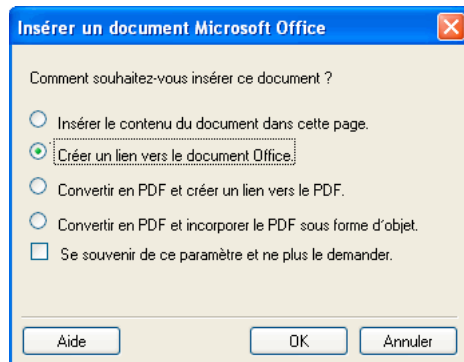 Insérer un document Microsoft Office
Comment souhaitez-vous insérer ce document ?
Insérer le contenu du document dans cette page.
Créer un lien vers le document Office.
Convertir en PDF et créer un lien vers le PDF.
Convertir en PDF et incorporer le PDF sous forme d'objet.
Se souvenir de ce paramètre et ne plus le demander.
Aide OK Annuler